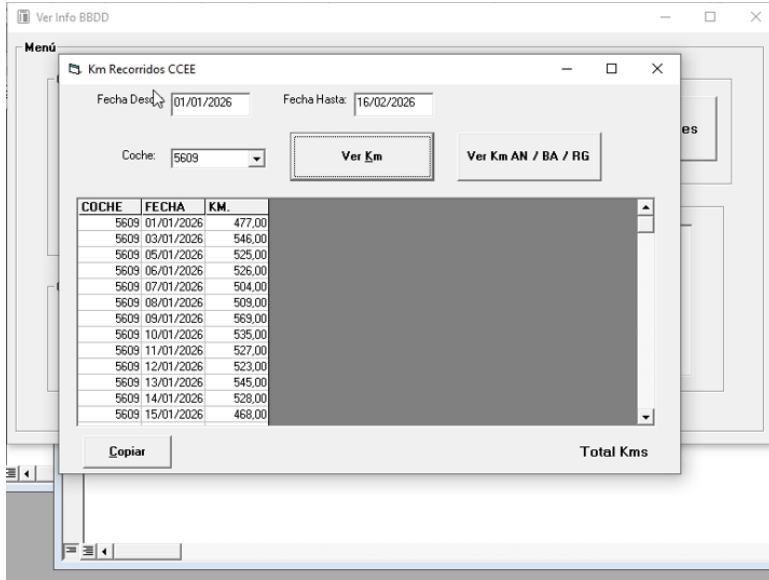 Ver Info BBDD
Menú
Km Recorridos CCEE
Fecha Desd 01/01/2026 Fecha Hasta: 16/02/2026
es
Coche: 5609 Ver Km Ver Km AN / BA / RG
COCHE FECHA KM.
5609 01/01/2026 477,00
5609 03/01/2026 546,00
5609 05/01/2026 525,00
5609 06/01/2026 526,00
5609 07/01/2026 504,00
5609 08/01/2026 509,00
5609 09/01/2026 569,00
5609 10/01/2026 535,00
5609 11/01/2026 527,00
5609 12/01/2026 523,00
5609 13/01/2026 545,00
5609 14/01/2026 528,00
5609 15/01/2026 468,00
Copiar Total Kms